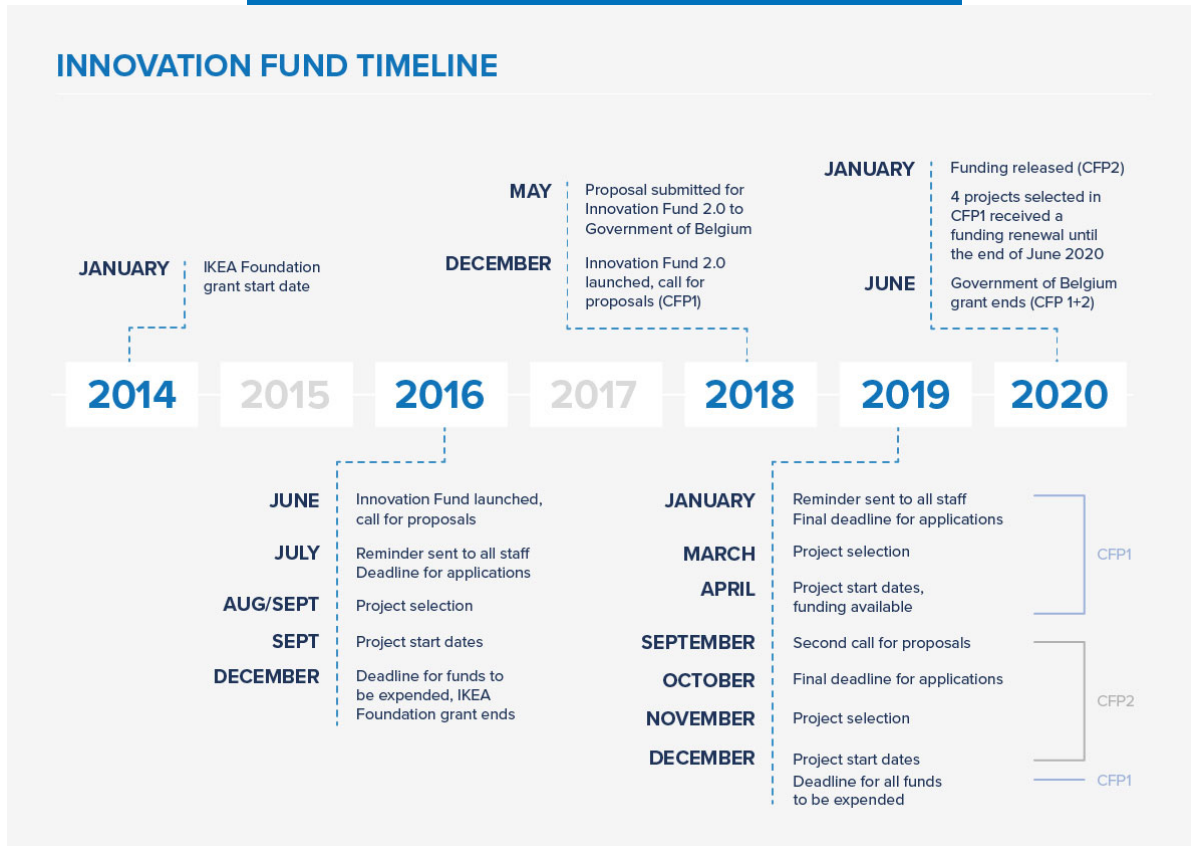 INNOVATION FUND TIMELINE
JANUARY
IKEA Foundation
grant start date
MAY
Proposal submitted for
Innovation Fund 2.0 to
Government of Belgium
DECEMBER
Innovation Fund 2.0
launched, call for
proposals (CFP1)
JANUARY
Funding released (CFP2)
4 projects selected in
CFP1 received a
funding renewal until
the end of June 2020
JUNE
Government of Belgium
grant ends (CFP 1+2)
2014
2015
2016
2017
2018
2019
2020
JUNE
Innovation Fund launched,
call for proposals
JULY
Reminder sent to all staff
Deadline for applications
AUG/SEPT
Project selection
SEPT
Project start dates
DECEMBER
Deadline for funds to
be expended, IKEA
Foundation grant ends
JANUARY
Reminder sent to all staff
Final deadline for applications
MARCH
Project selection
APRIL
Project start dates,
funding available
CFP1
SEPTEMBER
Second call for proposals
OCTOBER
Final deadline for applications
NOVEMBER
Project selection
DECEMBER
Project start dates
CFP2
Deadline for all funds
to be expended
CFP1